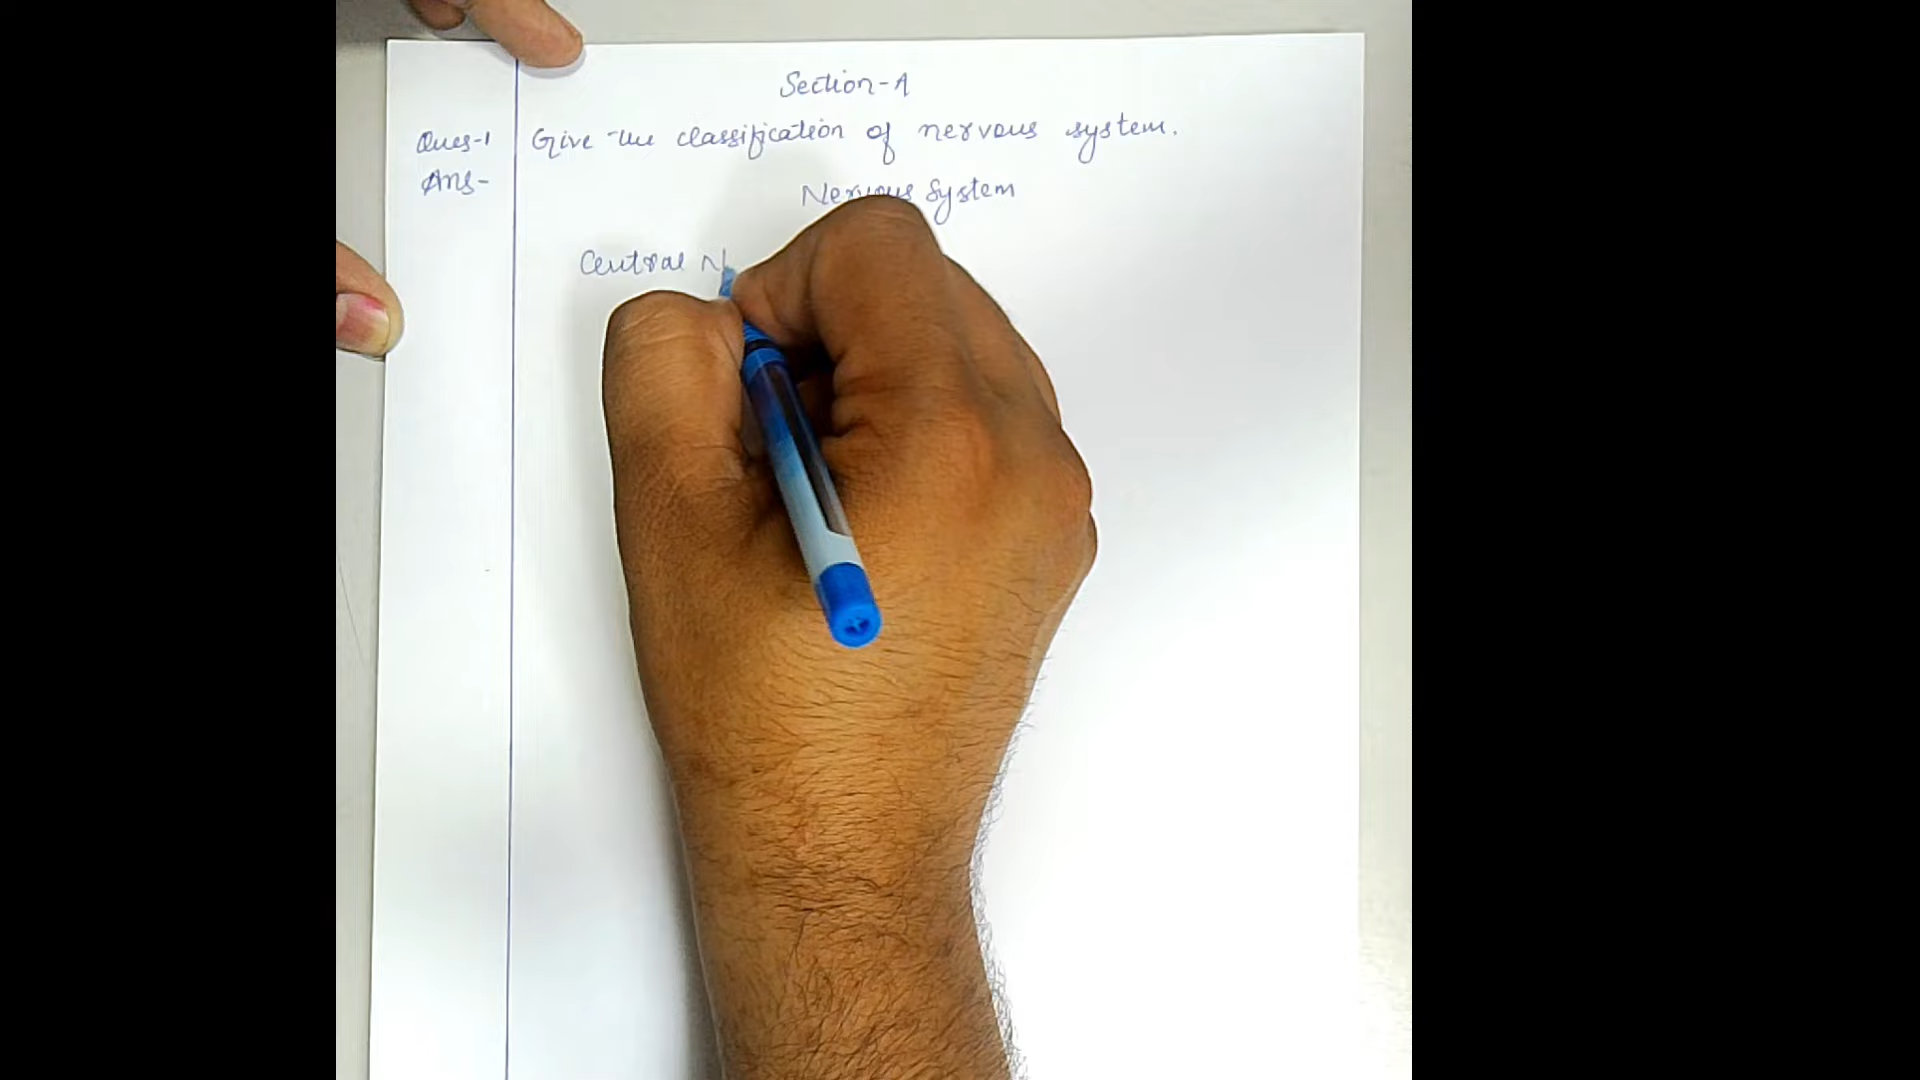 Section-A
Ques-1 Give the classification of nervous system.
Ans-
Nervous System
Central N